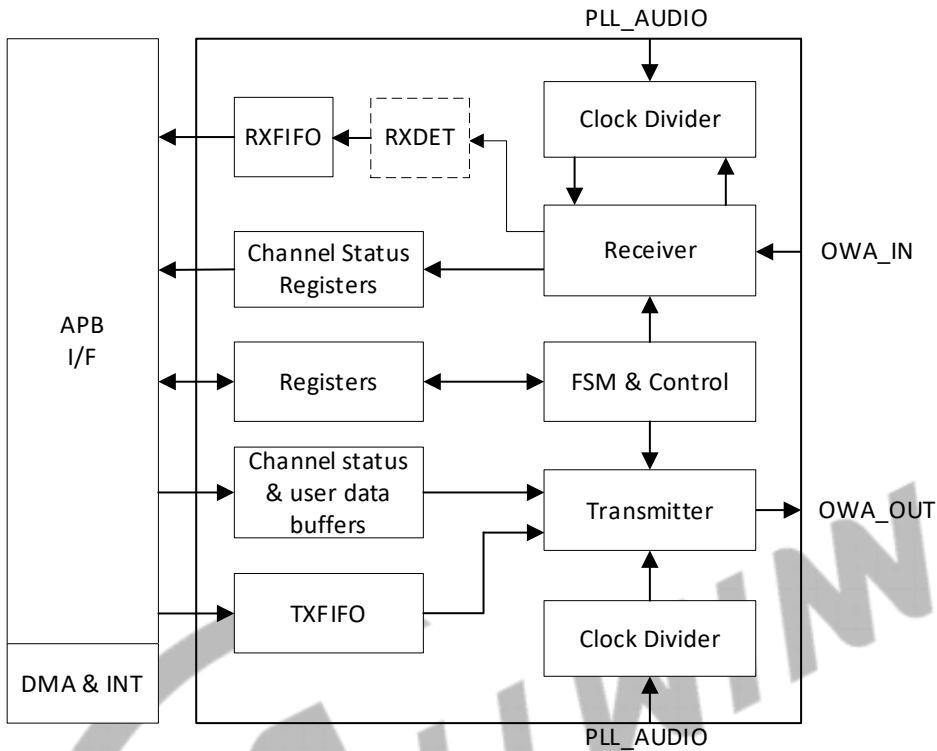 PLL_AUDIO
Clock Divider
RXFIFO
RXDET
Receiver
OWA_IN
Channel Status
Registers
APB
I/F
Registers
FSM & Control
Channel status
& user data
buffers
Transmitter
OWA_OUT
TXFIFO
Clock Divider
DMA & INT
PLL_AUDIO